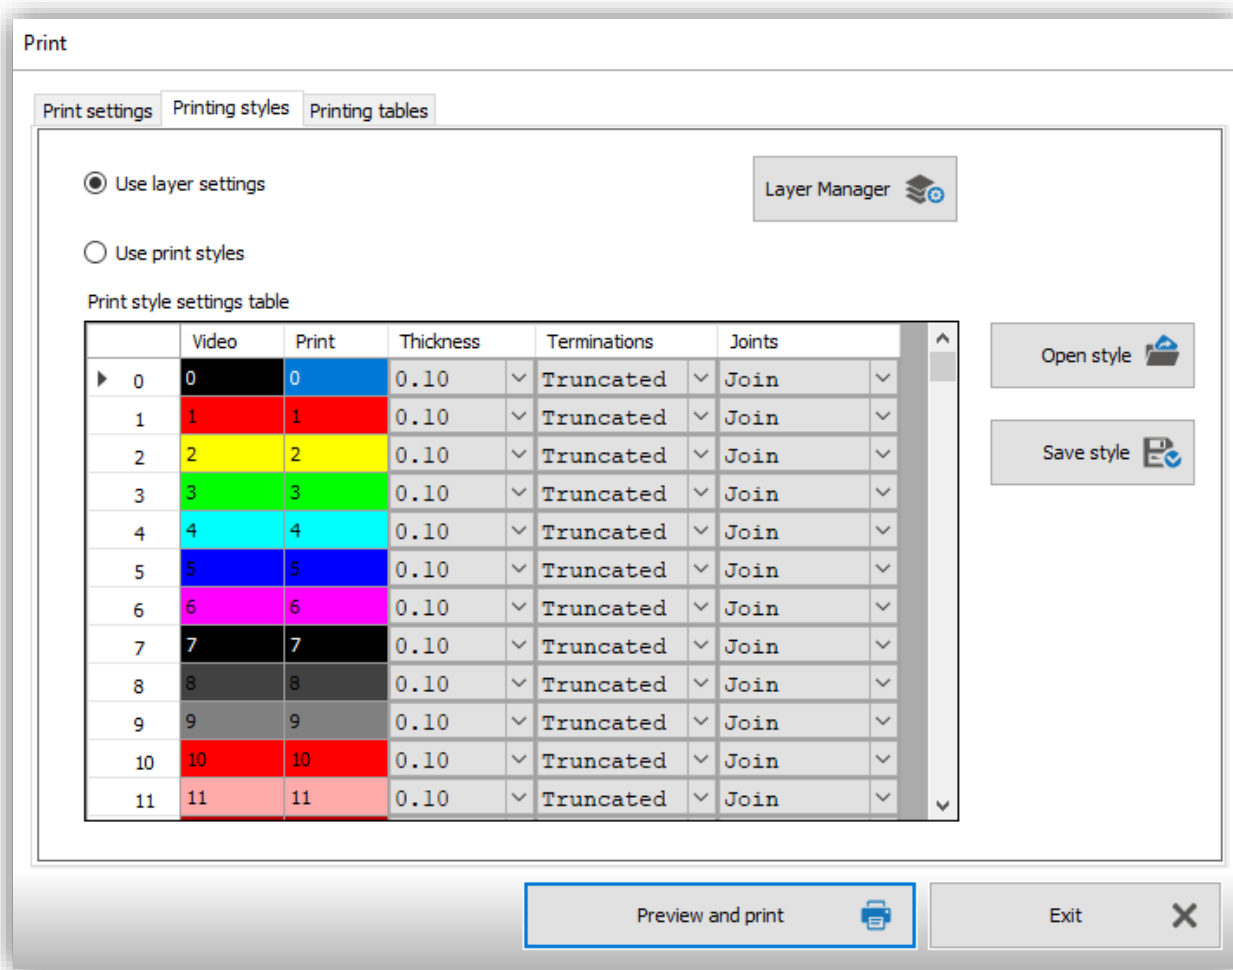 Print
Print settings Printing styles Printing tables
Use layer settings
Layer Manager
Use print styles
Print style settings table
Video Print Thickness Terminations Joints
0 0 0 0.10 Truncated Join
1 1 1 0.10 Truncated Join
2 2 2 0.10 Truncated Join
3 3 3 0.10 Truncated Join
4 4 4 0.10 Truncated Join
5 5 5 0.10 Truncated Join
6 6 6 0.10 Truncated Join
7 7 7 0.10 Truncated Join
8 8 8 0.10 Truncated Join
9 9 9 0.10 Truncated Join
10 10 10 0.10 Truncated Join
11 11 11 0.10 Truncated Join
Open style
Save style
Preview and print
Exit